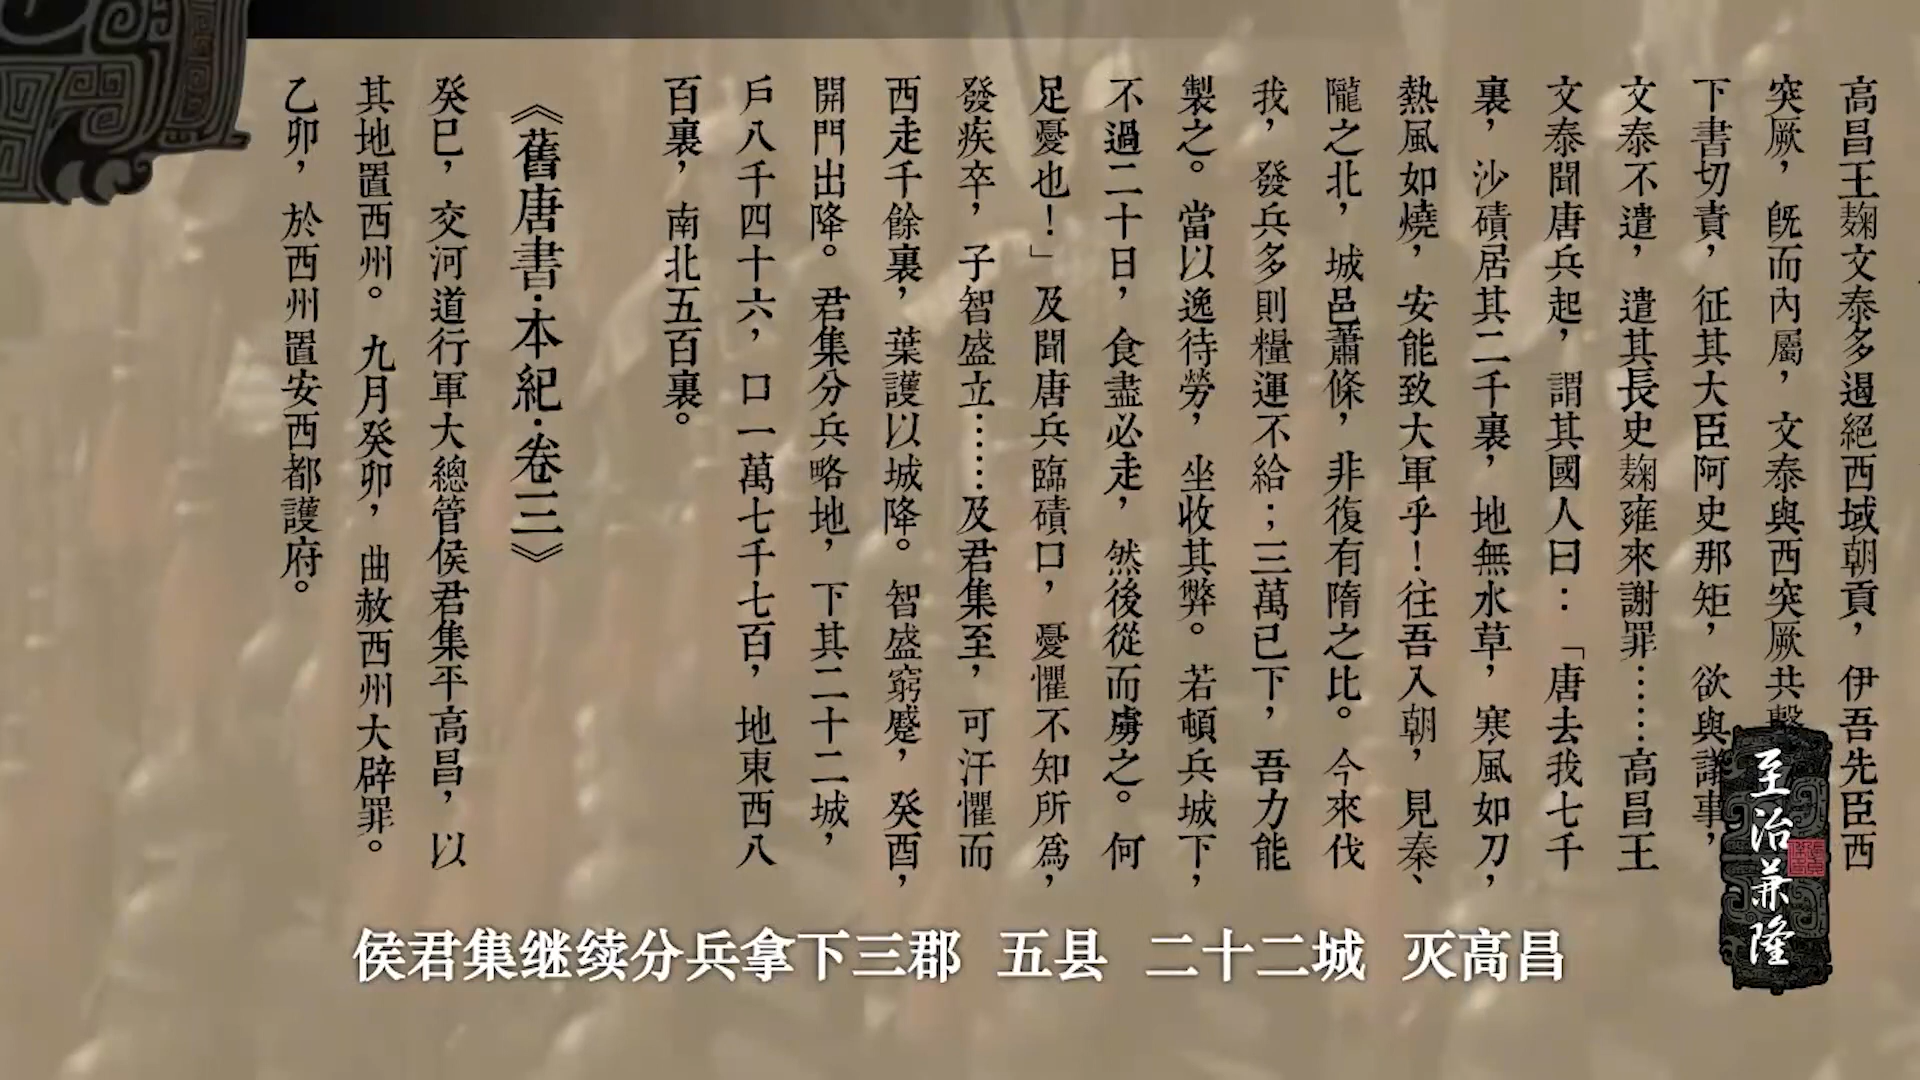 高昌王麴文泰多遏絕西域朝貢，伊吾先臣西
突厥，既而內屬，文泰與西突厥共擊
下書切責，征其大臣阿史那矩，欲與議事，
文泰不遣，遣其長史麴雍來謝罪……高昌王
文泰聞唐兵起，謂其國人曰：「唐去我七千
裏，沙磧居其二千裏，地無水草，寒風如刀，
熱風如燒，安能致大軍乎！往吾入朝，見秦、
隴之北，城邑蕭條，非復有隋之比。今來伐
我，發兵多則糧運不給；三萬已下，吾力能
製之。當以逸待勞，坐收其弊。若頓兵城下，
不過二十日，食盡必走，然後從而虜之。何
足憂也！」及聞唐兵臨磧口，憂懼不知所為，
發疾卒，子智盛立……及君集至，可汗懼而
西走千餘裏，葉護以城降。智盛窮蹙，癸酉，
開門出降。君集分兵略地，下其二十二城，
戶八千四十六，口一萬七千七百，地東西八
百裏，南北五百裏。
《舊唐書·本紀·卷三》
癸巳，交河道行軍大總管侯君集平高昌，以
其地置西州。九月癸卯，曲赦西州大辟罪。
乙卯，於西州置安西都護府。
至治兼隆
侯君集继续分兵拿下三郡 五县 二十二城 灭高昌